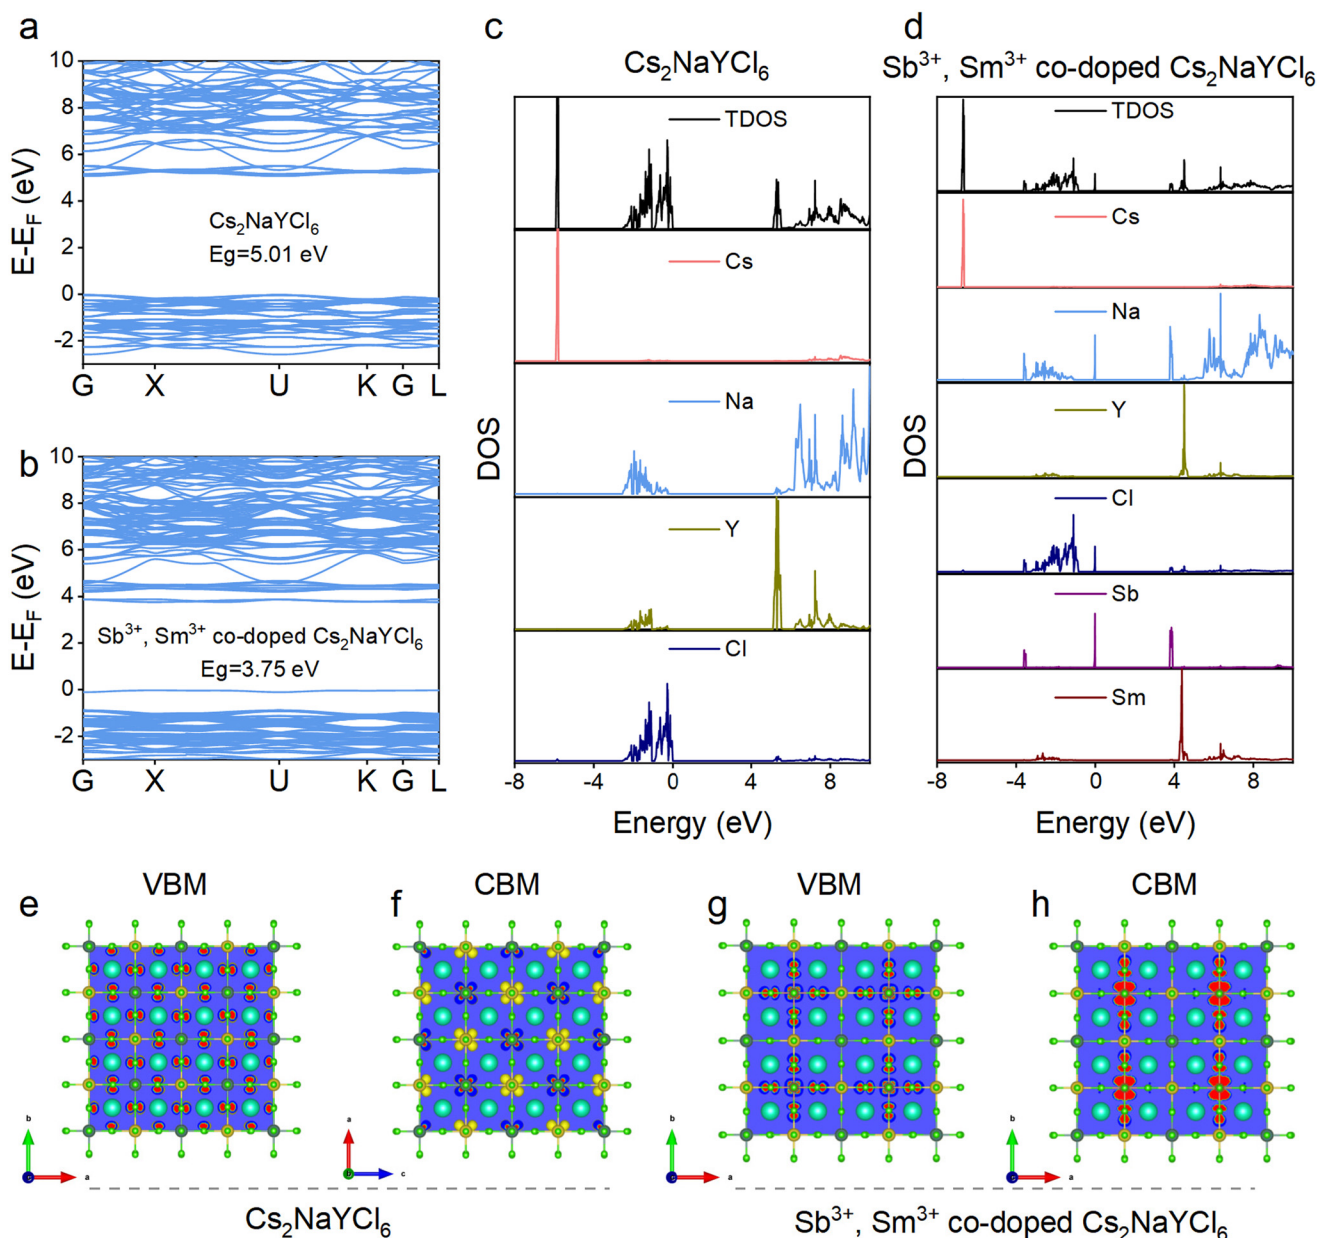 a
10
8
6
4
2
0
-2
E-E_F (eV)
Cs₂NaYCl₆
Eg=5.01 eV
G X U K G L
b
10
8
6
4
2
0
-2
E-E_F (eV)
Sb³⁺, Sm³⁺ co-doped Cs₂NaYCl₆
Eg=3.75 eV
G X U K G L
c
Cs₂NaYCl₆
TDOS
Cs
Na
Y
Cl
DOS
-8 -4 0 4 8
Energy (eV)
d
Sb³⁺, Sm³⁺ co-doped Cs₂NaYCl₆
TDOS
Cs
Na
Y
Cl
Sb
Sm
DOS
-8 -4 0 4 8
Energy (eV)
e
VBM
b
a
f
CBM
a
c
g
VBM
b
a
h
CBM
b
a
Cs₂NaYCl₆
Sb³⁺, Sm³⁺ co-doped Cs₂NaYCl₆